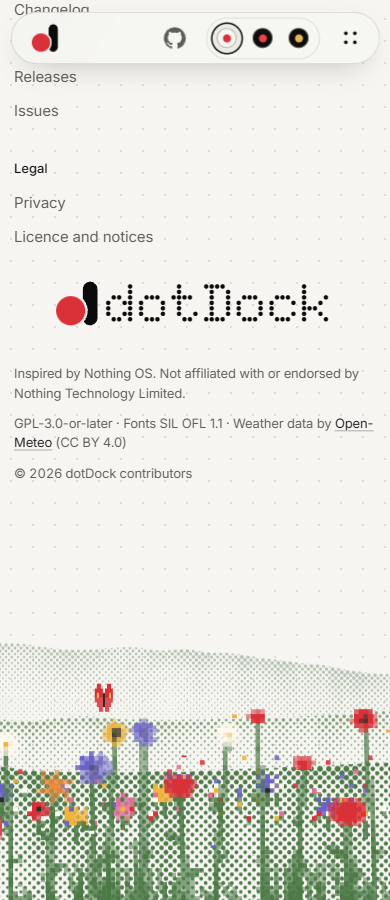 Changelog
Releases
Issues
Legal
Privacy
Licence and notices
dotDock
Inspired by Nothing OS. Not affiliated with or endorsed by
Nothing Technology Limited.
GPL-3.0-or-later · Fonts SIL OFL 1.1 · Weather data by Open-
Meteo (CC BY 4.0)
© 2026 dotDock contributors